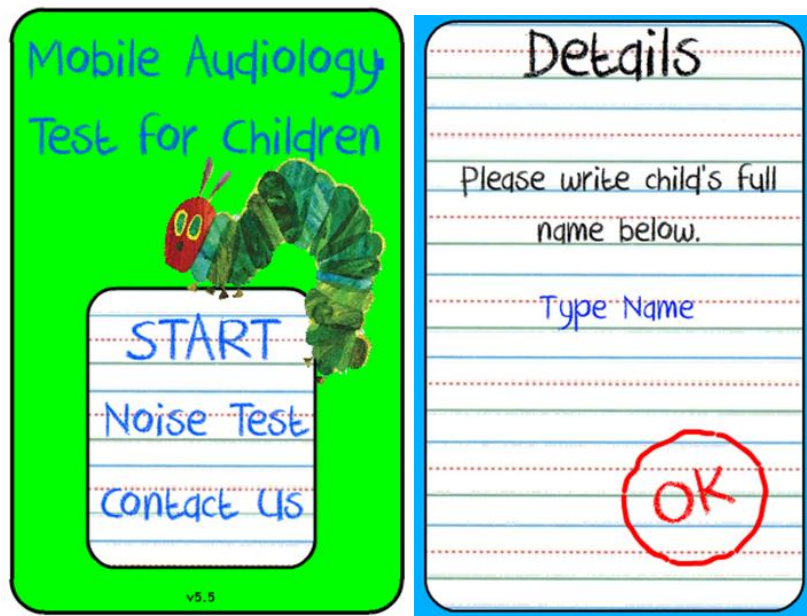 Mobile Audiology
Test for Children
START
Noise Test
Contact Us
v5.5
Details
Please write child's full
name below.
Type Name
OK